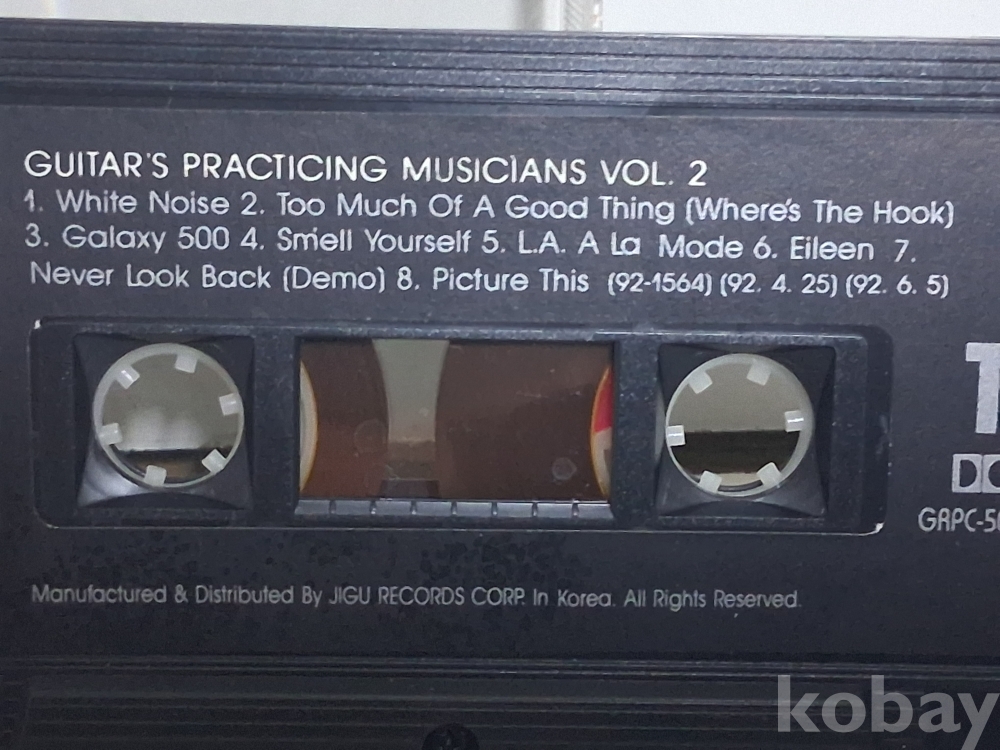 GUITAR'S PRACTICING MUSICIANS VOL. 2
1. White Noise 2. Too Much Of A Good Thing (Where's The Hook)
3. Galaxy 500 4. Smell Yourself 5. L.A. A La Mode 6. Eileen 7.
Never Look Back (Demo) 8. Picture This (92-1564) (92. 4. 25) (92. 6. 5)
Manufactured & Distributed By JIGU RECORDS CORP. In Korea. All Rights Reserved.
kobay